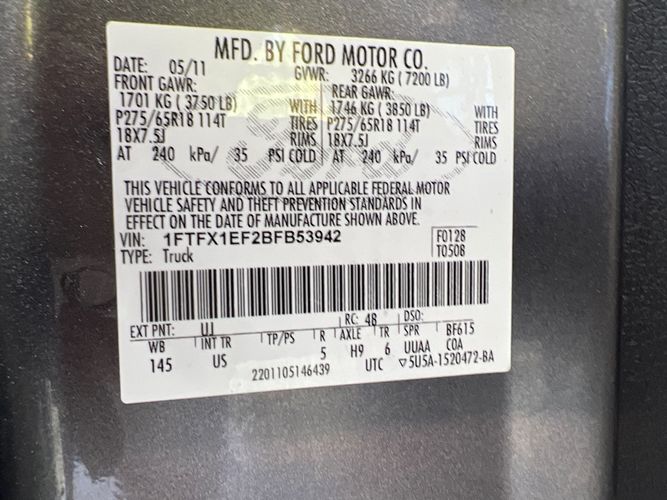 MFD. BY FORD MOTOR CO.
DATE: 05/11 GVWR: 3266 KG ( 7200 LB)
FRONT GAWR: REAR GAWR:
1701 KG ( 3750 LB) WITH 1746 KG ( 3850 LB) WITH
P275/65R18 114T TIRES P275/65R18 114T TIRES
18X7.5J RIMS 18X7.5J RIMS
AT 240 kPa/ 35 PSI COLD AT 240 kPa/ 35 PSI COLD
THIS VEHICLE CONFORMS TO ALL APPLICABLE FEDERAL MOTOR
VEHICLE SAFETY AND THEFT PREVENTION STANDARDS IN
EFFECT ON THE DATE OF MANUFACTURE SHOWN ABOVE.
VIN: 1FTFX1EF2BFB53942 F0128
TYPE: Truck T0508
EXT PNT: UJ RC: 48 DSO:
WB INT TR TP/PS R AXLE TR SPR BF615
145 US 5 H9 6 UUAA COA
2201105146439 UTC ▽5U5A-1520472-BA